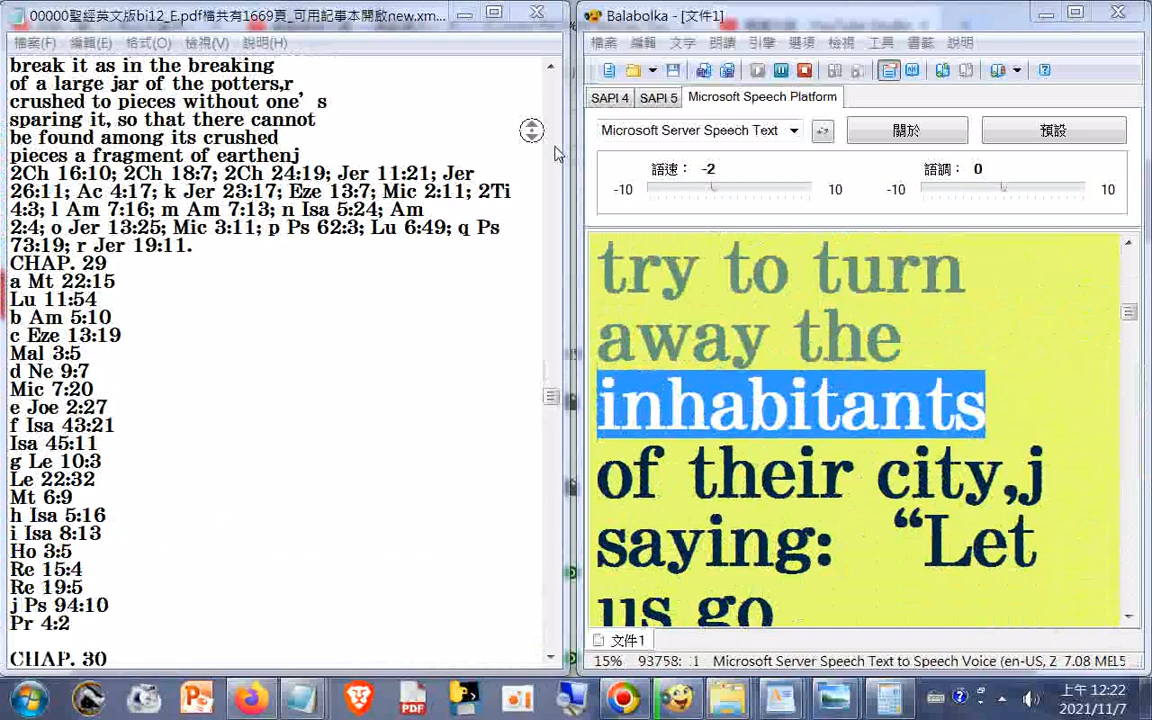 00000聖經英文版bi12_E.pdf檔共有1669頁_可用記事本開啟new.xm...
檔案(F) 編輯(E) 格式(O) 檢視(V) 說明(H)
break it as in the breaking
of a large jar of the potters,r
crushed to pieces without one’s
sparing it, so that there cannot
be found among its crushed
pieces a fragment of earthenj
2Ch 16:10; 2Ch 18:7; 2Ch 24:19; Jer 11:21; Jer
26:11; Ac 4:17; k Jer 23:17; Eze 13:7; Mic 2:11; 2Ti
4:3; l Am 7:16; m Am 7:13; n Isa 5:24; Am
2:4; o Jer 13:25; Mic 3:11; p Ps 62:3; Lu 6:49; q Ps
73:19; r Jer 19:11.
CHAP. 29
a Mt 22:15
Lu 11:54
b Am 5:10
c Eze 13:19
Mal 3:5
d Ne 9:7
Mic 7:20
e Joe 2:27
f Isa 43:21
Isa 45:11
g Le 10:3
Le 22:32
Mt 6:9
h Isa 5:16
i Isa 8:13
Ho 3:5
Re 15:4
Re 19:5
j Ps 94:10
Pr 4:2
CHAP. 30
Balabolka - [文件1]
檔案 編輯 文字 朗讀 引擎 選項 檢視 工具 書籤 說明
SAPI 4 SAPI 5 Microsoft Speech Platform
Microsoft Server Speech Text 關於 預設
語速: -2 語調: 0
-10 10 -10 10
try to turn
away the
inhabitants
of their city,j
saying: “Let
us go
文件1
15% 93758: Microsoft Server Speech Text to Speech Voice (en-US, Z 7.08 МБ
上午 12:22
2021/11/7